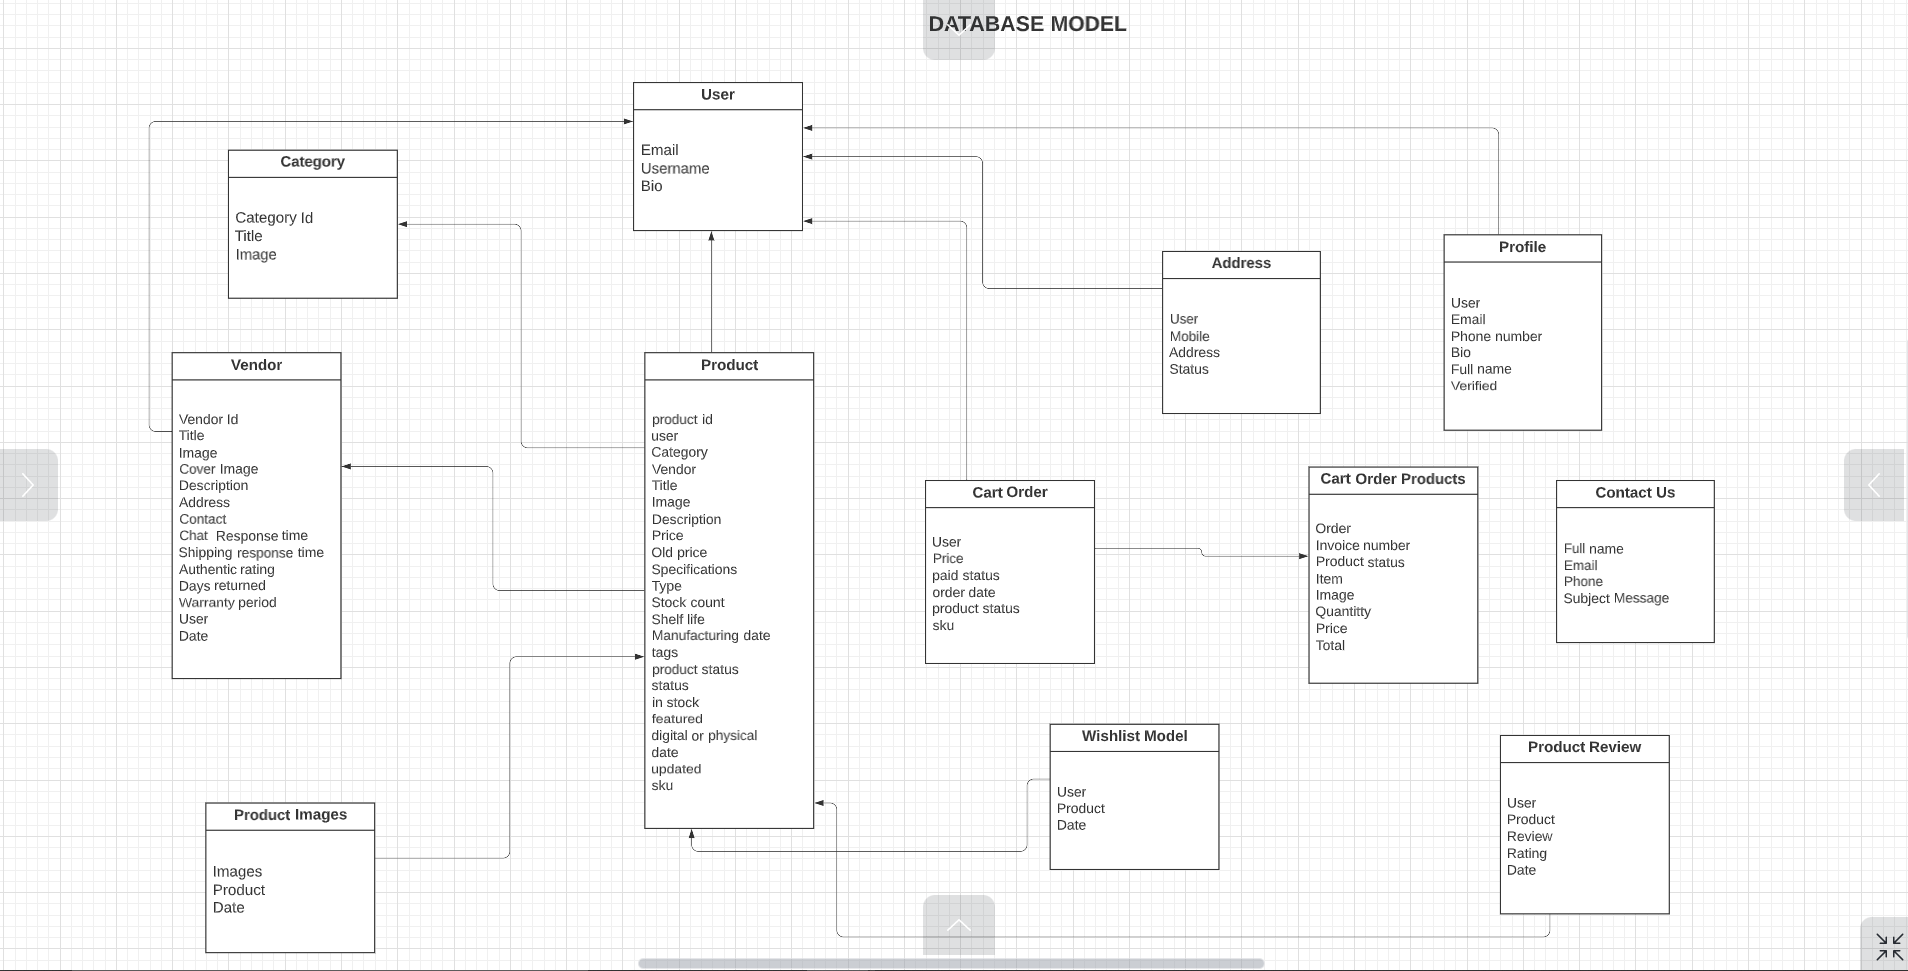 DATABASE MODEL
User
Email
Username
Bio
Category
Category Id
Title
Image
Address
User
Mobile
Address
Status
Profile
User
Email
Phone number
Bio
Full name
Verified
Vendor
Vendor Id
Title
Image
Cover Image
Description
Address
Contact
Chat Response time
Shipping response time
Authentic rating
Days returned
Warranty period
User
Date
Product
product id
user
Category
Vendor
Title
Image
Description
Price
Old price
Specifications
Type
Stock count
Shelf life
Manufacturing date
tags
product status
status
in stock
featured
digital or physical
date
updated
sku
Cart Order
User
Price
paid status
order date
product status
sku
Cart Order Products
Order
Invoice number
Product status
Item
Image
Quantitty
Price
Total
Contact Us
Full name
Email
Phone
Subject Message
Wishlist Model
User
Product
Date
Product Review
User
Product
Review
Rating
Date
Product Images
Images
Product
Date